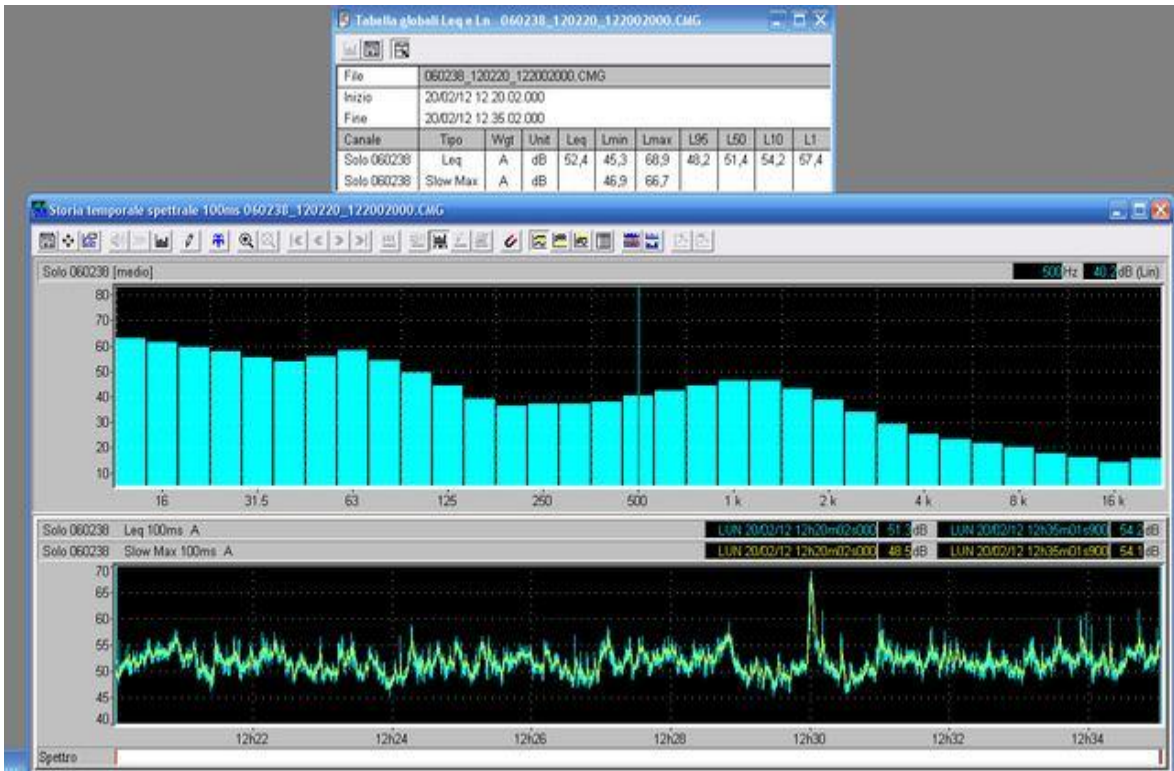 Tabella globali Leq e Ln 060238_120220_122002000.CMG
File 060238_120220_122002000.CMG
Inizio 20/02/12 12.20.02.000
Fine 20/02/12 12.35.02.000
Canale Tipo Wgt Unit Leq Lmin Lmax L95 L50 L10 L1
Solo 060238 Leq A dB 52,4 45,3 68,9 48,2 51,4 54,2 57,4
Solo 060238 Slow Max A dB 46,9 66,7
Storia temporale spettrale 100ms 060238_120220_122002000.CMG
Solo 060238 [medio] 500 Hz 40.2 dB (Lin)
80
70
60
50
40
30
20
10
16 31.5 63 125 250 500 1 k 2 k 4 k 8 k 16 k
Solo 060238 Leq 100ms A LUN 20/02/12 12h20m02s000 51.3 dB LUN 20/02/12 12h35m01s900 54.2 dB
Solo 060238 Slow Max 100ms A LUN 20/02/12 12h20m02s000 48.5 dB LUN 20/02/12 12h35m01s900 54.1 dB
70
65
60
55
50
45
40
12h22 12h24 12h26 12h28 12h30 12h32 12h34
Spettro